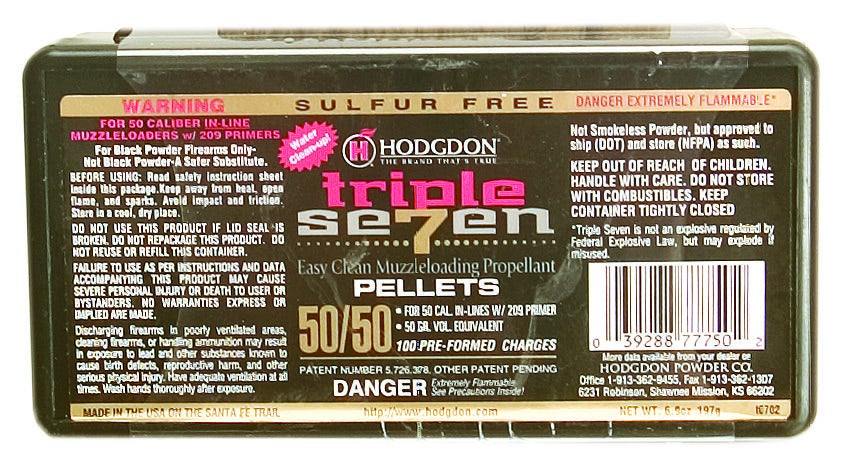 WARNING
FOR 50 CALIBER IN-LINE
MUZZLELOADERS w/ 209 PRIMERS
For Black Powder Firearms Only-
Not Black Powder-A Safer Substitute.
BEFORE USING: Read safety instruction sheet
inside this package. Keep away from heat, open
flame, and sparks. Avoid impact and friction.
Store in a cool, dry place.
DO NOT USE THIS PRODUCT IF LID SEAL IS
BROKEN. DO NOT REPACKAGE THIS PRODUCT. DO
NOT REUSE OR REFILL THIS CONTAINER.
FAILURE TO USE AS PER INSTRUCTIONS AND DATA
ACCOMPANYING THIS PRODUCT MAY CAUSE
SEVERE PERSONAL INJURY OR DEATH TO USER OR
BYSTANDERS. NO WARRANTIES EXPRESS OR
IMPLIED ARE MADE.
Discharging firearms in poorly ventilated areas,
cleaning firearms, or handling ammunition may result
in exposure to lead and other substances known to
cause birth defects, reproductive harm, and other
serious physical injury. Have adequate ventilation at all
times. Wash hands thoroughly after exposure.
MADE IN THE USA ON THE SANTA FE TRAIL
SULFUR FREE
Water
Clean-up!
H HODGDON®
THE BRAND THAT'S TRUE
triple
se7en
Easy Clean Muzzleloading Propellant
PELLETS
50/50
• FOR 50 CAL. IN-LINES W/ 209 PRIMER
• 50 GR. VOL. EQUIVALENT
100 PRE-FORMED CHARGES
PATENT NUMBER 5,726,378, OTHER PATENT PENDING
DANGER Extremely Flammable
See Precautions Inside!
http://www.hodgdon.com
DANGER EXTREMELY FLAMMABLE*
Not Smokeless Powder, but approved to
ship (DOT) and store (NFPA) as such.
KEEP OUT OF REACH OF CHILDREN.
HANDLE WITH CARE. DO NOT STORE
WITH COMBUSTIBLES. KEEP
CONTAINER TIGHTLY CLOSED
*Triple Seven is not an explosive regulated by
Federal Explosive Law, but may explode if
misused.
0 39288 77750 2
More data available from your dealer or
HODGDON POWDER CO.
Office 1-913-362-9455, Fax 1-913-362-1307
6231 Robinson, Shawnee Mission, KS 66202
NET WT. 6.9oz 197g